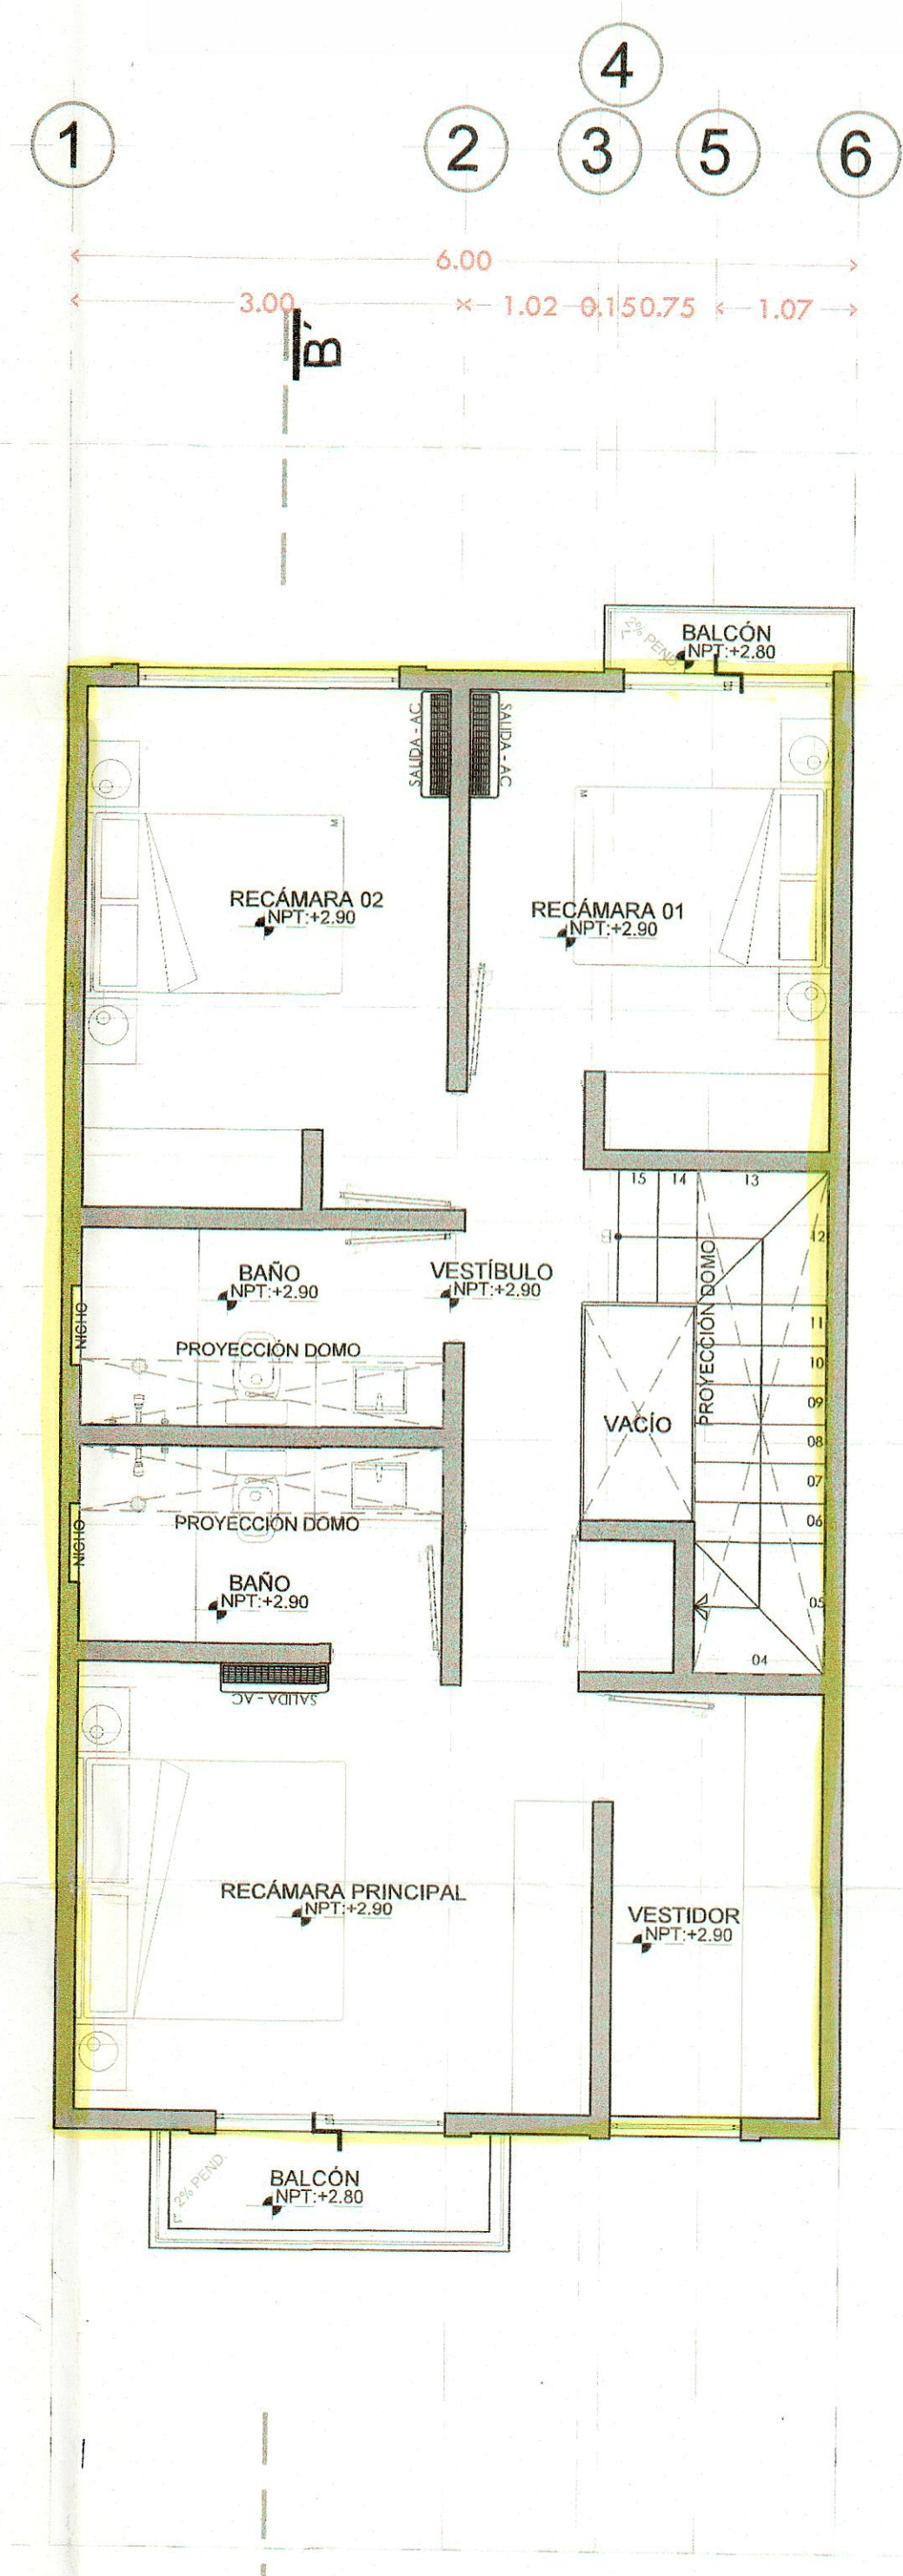 4
1
2
3
5
6
6.00
3.00
1.02
0.15
0.75
1.07
B´
BALCÓN
NPT:+2.80
2% PEND.
SALIDA - AC
SALIDA - AC
M
M
RECÁMARA 02
NPT:+2.90
RECÁMARA 01
NPT:+2.90
15
14
13
12
BAÑO
NPT:+2.90
VESTÍBULO
NPT:+2.90
NICHO
PROYECCIÓN DOMO
PROYECCIÓN DOMO
11
10
09
08
07
06
05
04
VACÍO
NICHO
PROYECCIÓN DOMO
BAÑO
NPT:+2.90
SALIDA - AC
RECÁMARA PRINCIPAL
NPT:+2.90
VESTIDOR
NPT:+2.90
2% PEND.
BALCÓN
NPT:+2.80